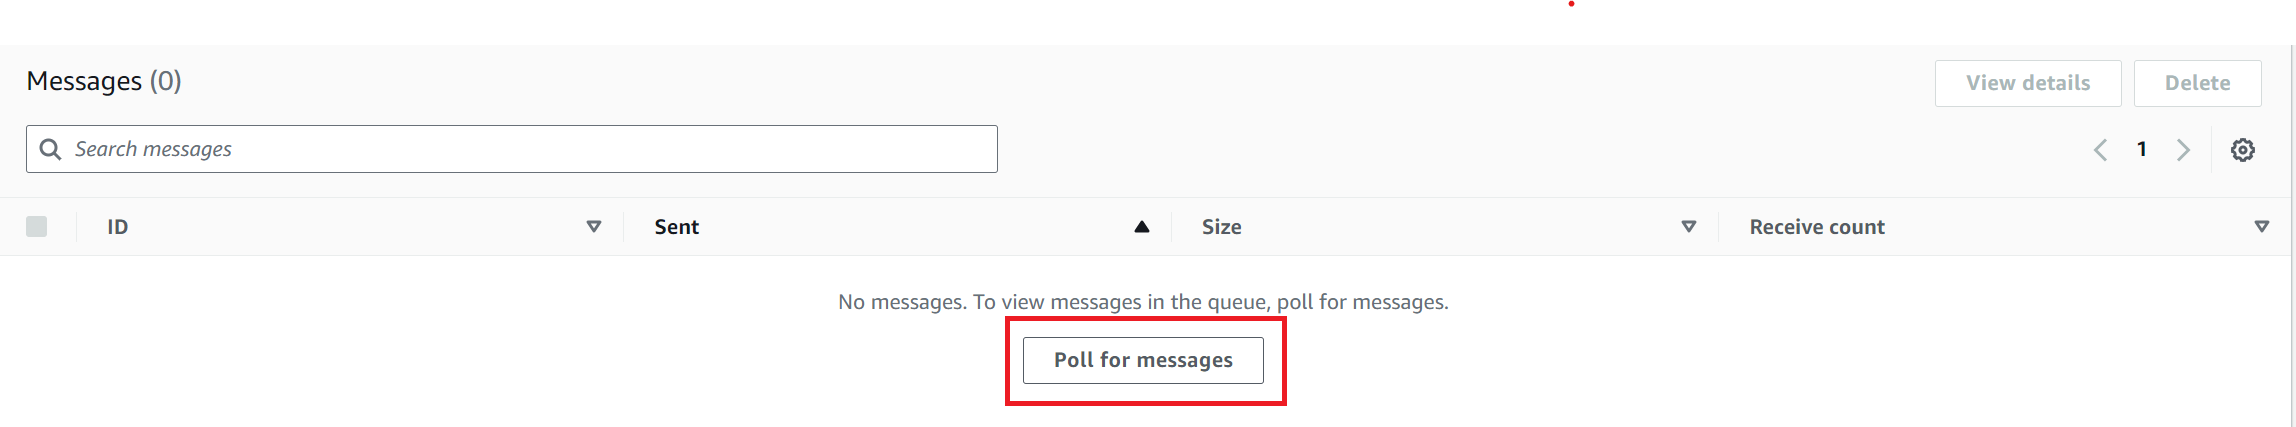 Messages (0)
View details
Delete
Search messages
1
ID
Sent
Size
Receive count
No messages. To view messages in the queue, poll for messages.
Poll for messages